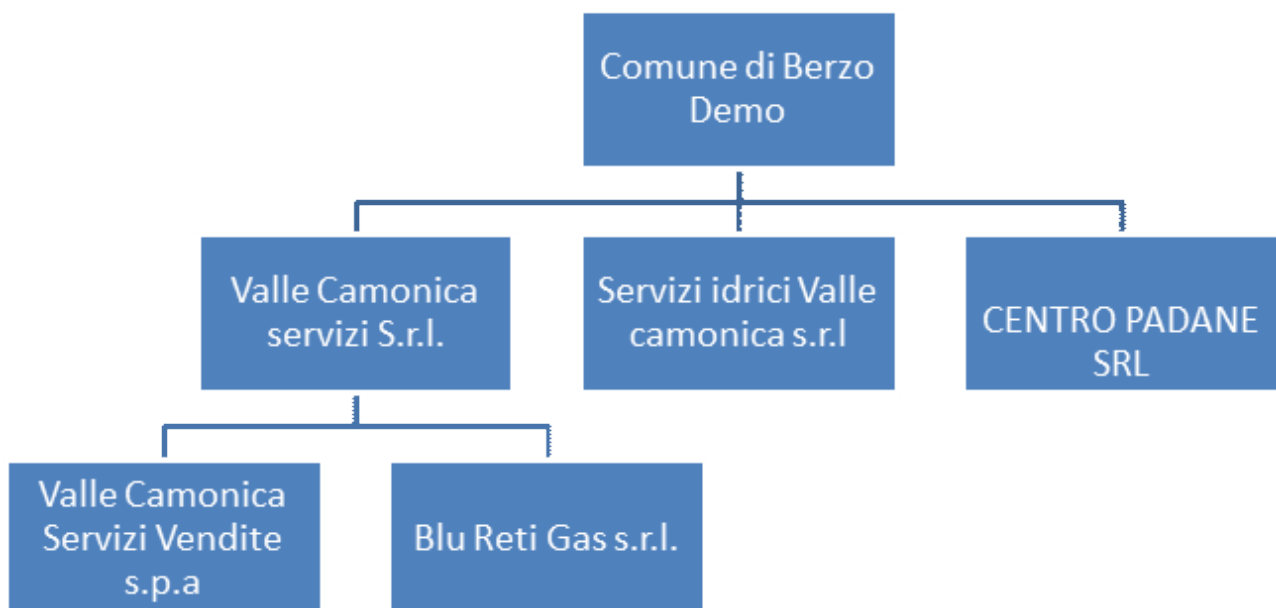 Comune di Berzo
Demo
Valle Camonica
servizi S.r.l.
Servizi idrici Valle
camonica s.r.l
CENTRO PADANE
SRL
Valle Camonica
Servizi Vendite
s.p.a
Blu Reti Gas s.r.l.